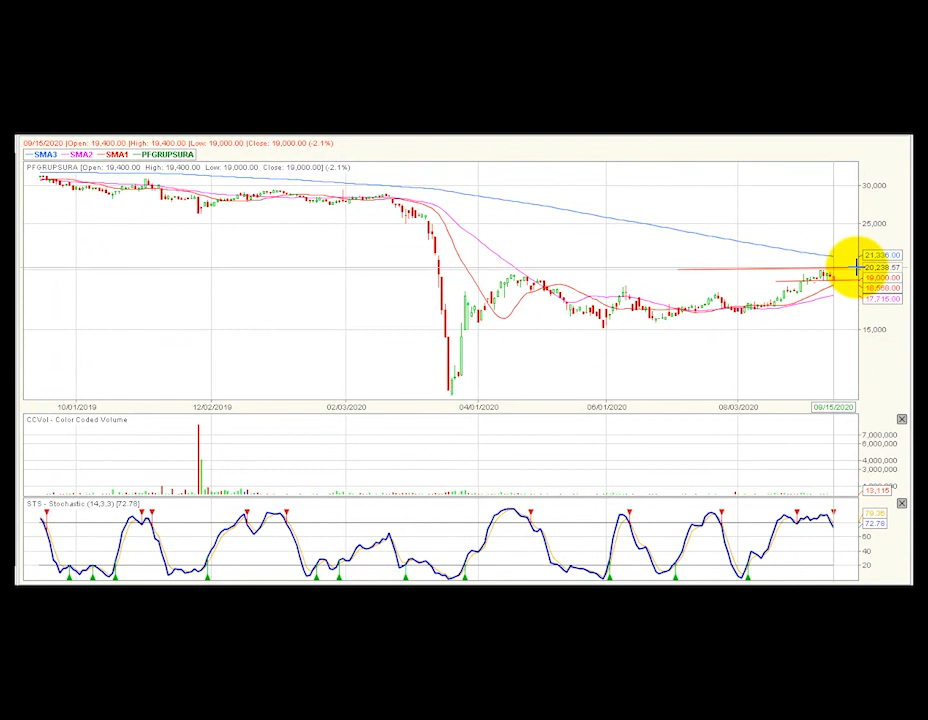 09/15/2020 |Open: 19,400.00 |High: 19,400.00 |Low: 19,000.00 |Close: 19,000.00 (-2.1%)
SMA3 SMA2 SMA1 PFGRUPSURA
PFGRUPSURA [Open: 19,400.00 High: 19,400.00 Low: 19,000.00 Close: 19,000.00] (-2.1%)
30,000
25,000
21,336.00
20,238.57
19,000.00
17,715.00
15,000
10/01/2019 12/02/2019 02/03/2020 04/01/2020 06/01/2020 08/03/2020 09/15/2020
CCVol - Color Coded Volume
7,000,000
6,000,000
4,000,000
3,000,000
13,115
STS - Stochastic (14,3,3) [72.78]
79.36
72.78
60
40
20